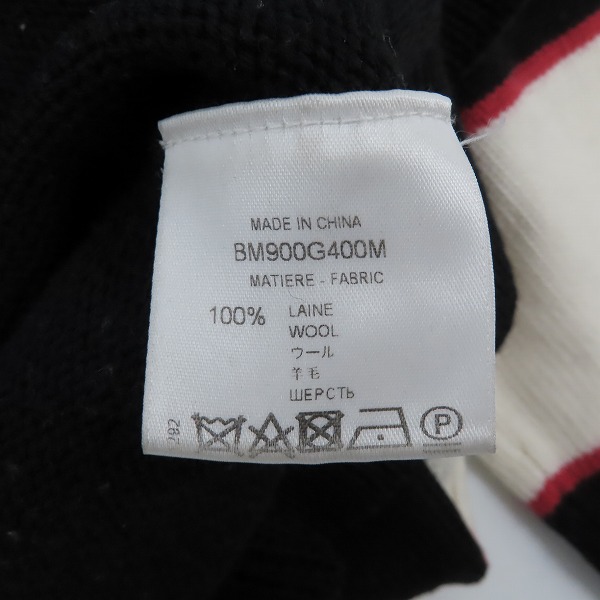 MADE IN CHINA
BM900G400M
MATIERE - FABRIC
100% LAINE
WOOL
ウール
羊毛
ШЕРСТЬ
P